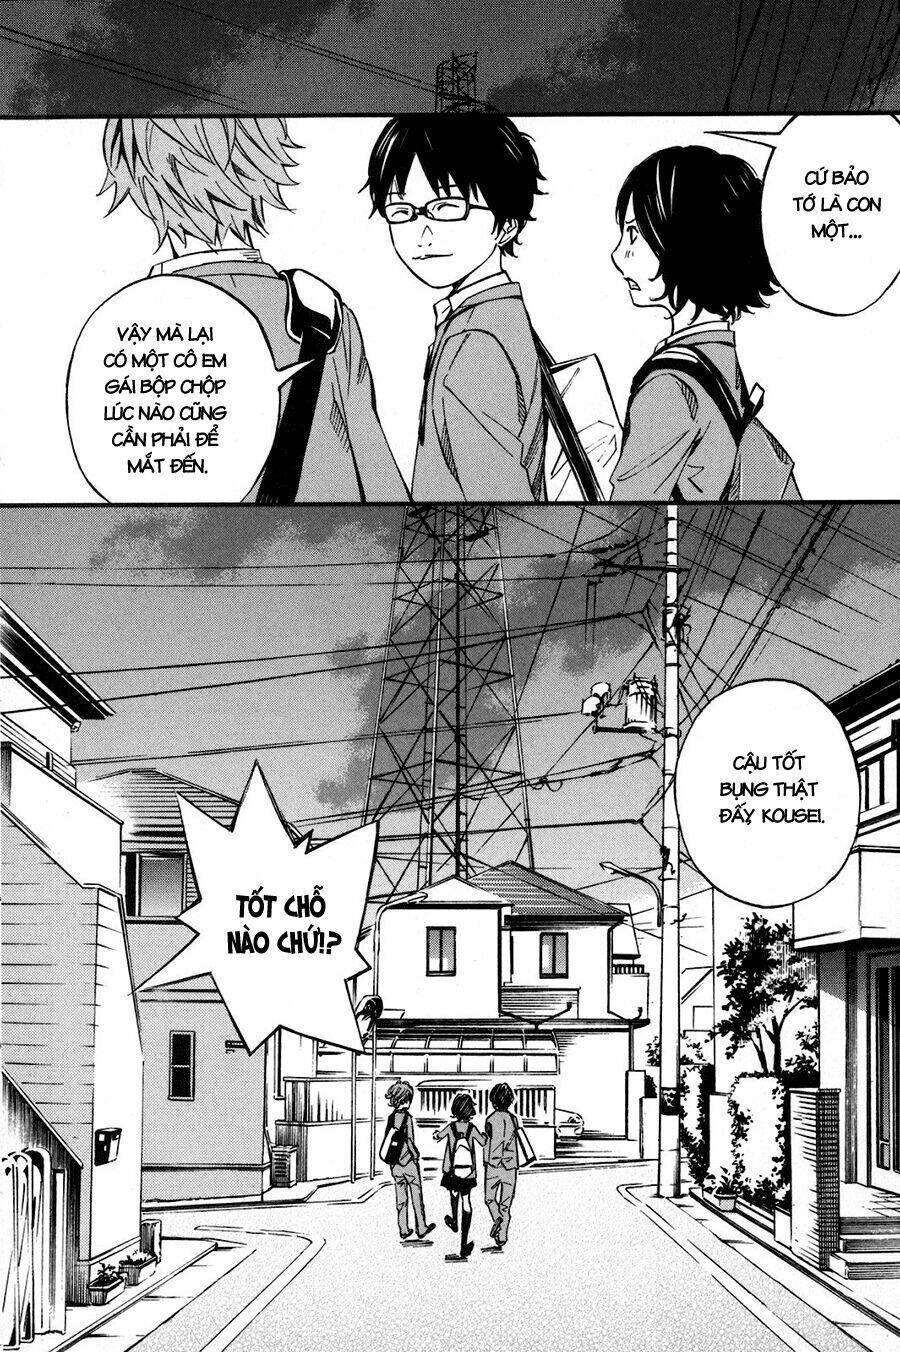 CỨ BẢO
TỚ LÀ CON
MỘT...
VẬY MÀ LẠI
CÓ MỘT CÔ EM
GÁI BỘP CHỘP
LÚC NÀO CŨNG
CẦN PHẢI ĐỂ
MẮT ĐẾN.
CẬU TỐT
BỤNG THẬT
ĐẤY, KOUSEI.
TỐT CHỖ
NÀO CHỨ!?